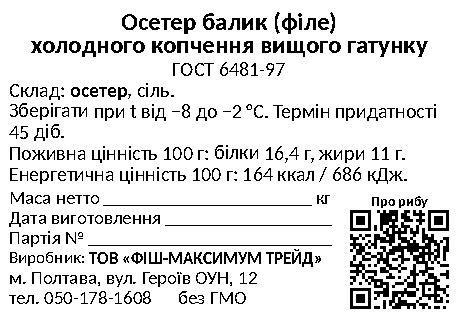 Осетер балик (філе)
холодного копчення вищого гатунку
ГОСТ 6481-97
Склад: осетер, сіль.
Зберігати при t від −8 до −2 °С. Термін придатності
45 діб.
Поживна цінність 100 г: білки 16,4 г, жири 11 г.
Енергетична цінність 100 г: 164 ккал / 686 кДж.
Маса нетто ____________________ кг
Дата виготовлення ________________
Партія № ________________________
Про рибу
Виробник: ТОВ «ФІШ-МАКСИМУМ ТРЕЙД»
м. Полтава, вул. Героїв ОУН, 12
тел. 050-178-1608 без ГМО